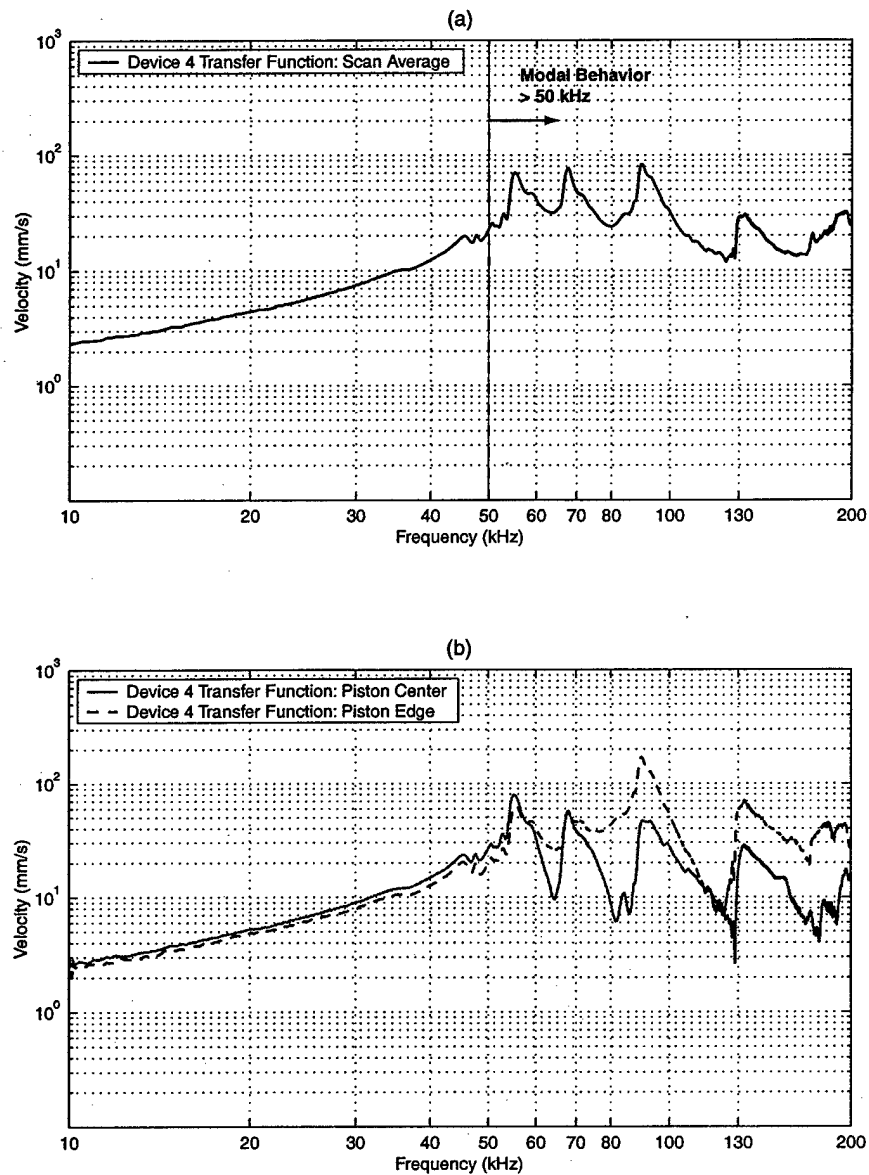 (a)
10³
Device 4 Transfer Function: Scan Average
Modal Behavior
> 50 kHz
10²
10¹
10⁰
Velocity (mm/s)
10 20 30 40 50 60 70 80 100 130 200
Frequency (kHz)
(b)
10³
Device 4 Transfer Function: Piston Center
Device 4 Transfer Function: Piston Edge
10²
10¹
10⁰
Velocity (mm/s)
10 20 30 40 50 60 70 80 100 130 200
Frequency (kHz)